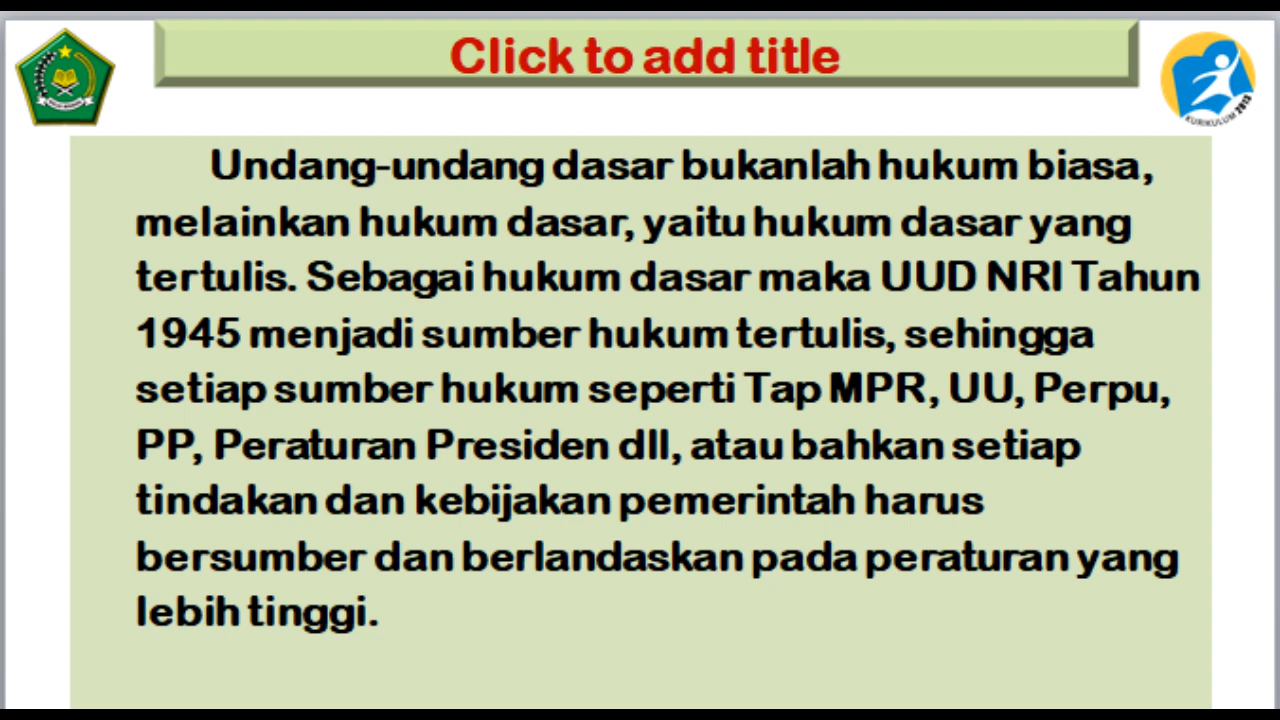 Click to add title
KURIKULUM 2013
Undang-undang dasar bukanlah hukum biasa,
melainkan hukum dasar, yaitu hukum dasar yang
tertulis. Sebagai hukum dasar maka UUD NRI Tahun
1945 menjadi sumber hukum tertulis, sehingga
setiap sumber hukum seperti Tap MPR, UU, Perpu,
PP, Peraturan Presiden dll, atau bahkan setiap
tindakan dan kebijakan pemerintah harus
bersumber dan berlandaskan pada peraturan yang
lebih tinggi.